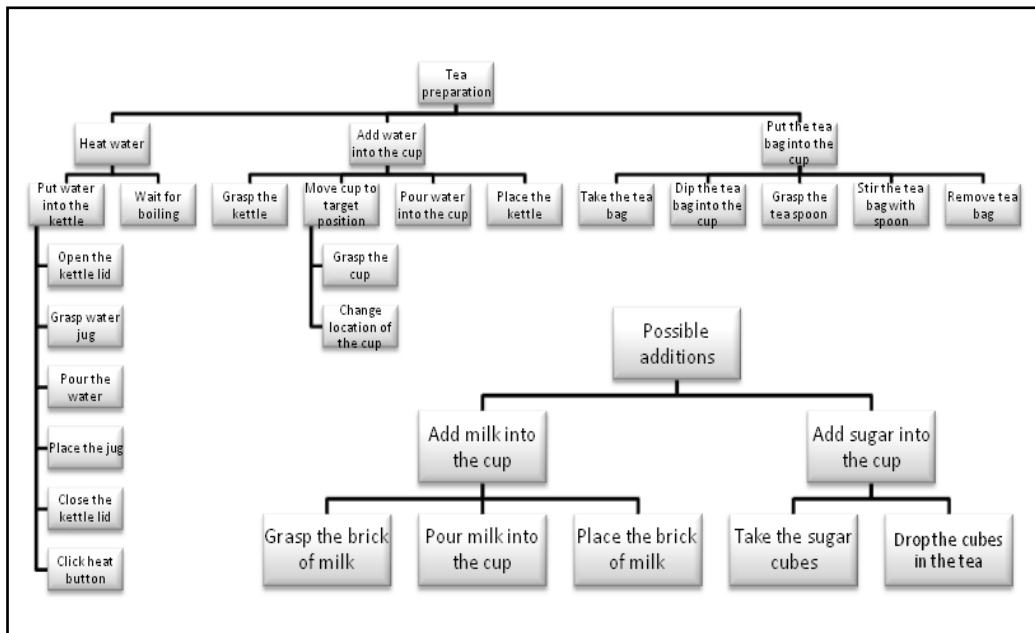 Tea
preparation
Heat water
Add water
into the cup
Put the tea
bag into the
cup
Put water
into the
kettle
Wait for
boiling
Grasp the
kettle
Move cup to
target
position
Pour water
into the cup
Place the
kettle
Take the tea
bag
Dip the tea
bag into the
cup
Grasp the
tea spoon
Stir the tea
bag with
spoon
Remove tea
bag
Open the
kettle lid
Grasp water
jug
Pour the
water
Place the jug
Close the
kettle lid
Click heat
button
Grasp the
cup
Change
location of
the cup
Possible
additions
Add milk into
the cup
Add sugar into
the cup
Grasp the brick
of milk
Pour milk into
the cup
Place the brick
of milk
Take the sugar
cubes
Drop the cubes
in the tea